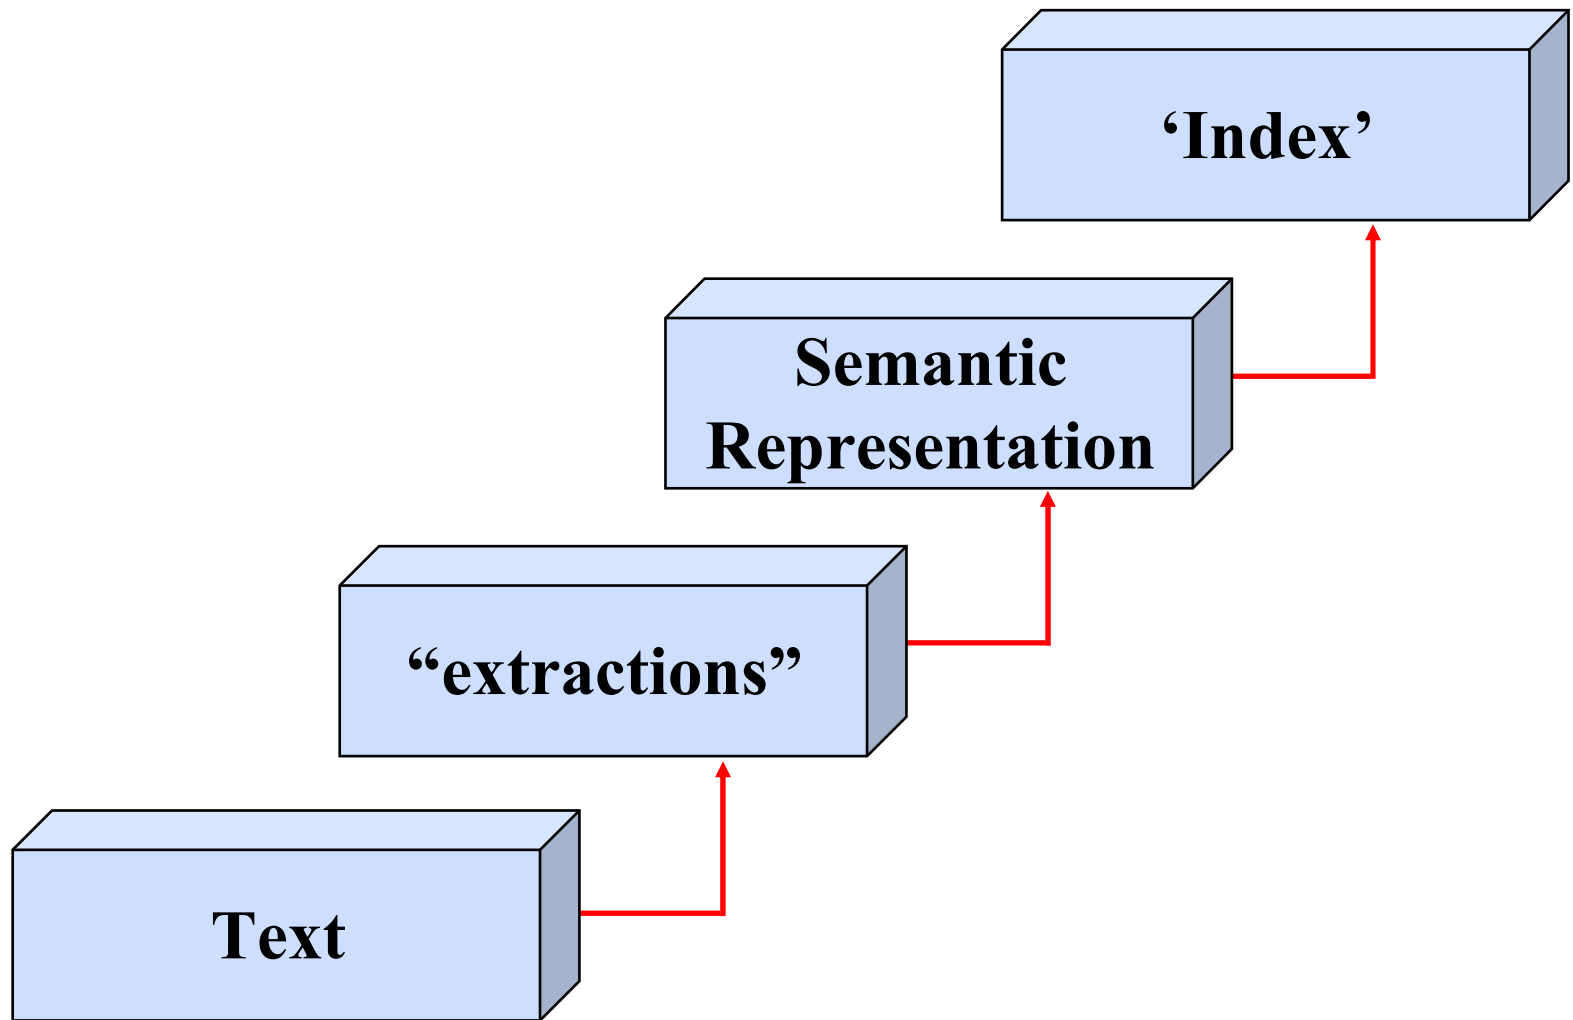 ‘Index’
Semantic
Representation
“extractions”
Text